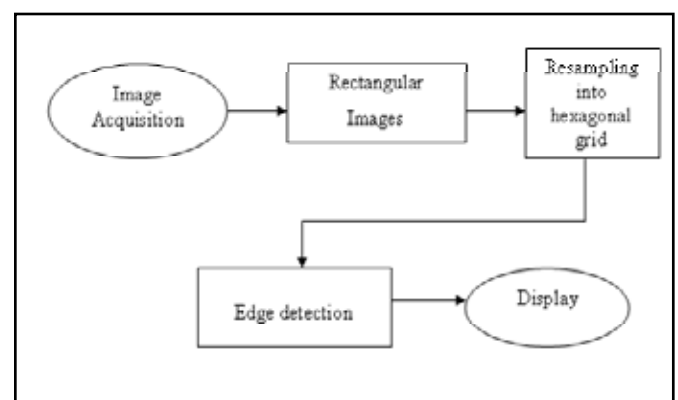 Image
Acquisition
Rectangular
Images
Resampling
into
hexagonal
grid
Edge detection
Display